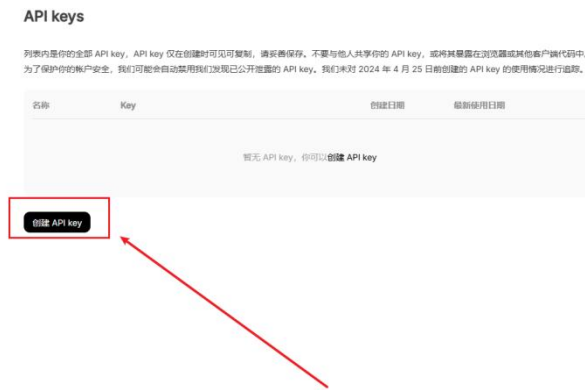 API keys
列表内是你的全部 API key，API key 仅在创建时可见可复制，请妥善保存。不要与他人共享你的 API key，或将其暴露在浏览器或其他客户端代码中。
为了保护你的帐户安全，我们可能会自动禁用我们发现已公开泄露的 API key。我们未对 2024 年 4 月 25 日前创建的 API key 的使用情况进行追踪。
名称 Key 创建日期 最新使用日期
暂无 API key，你可以创建 API key
创建 API key